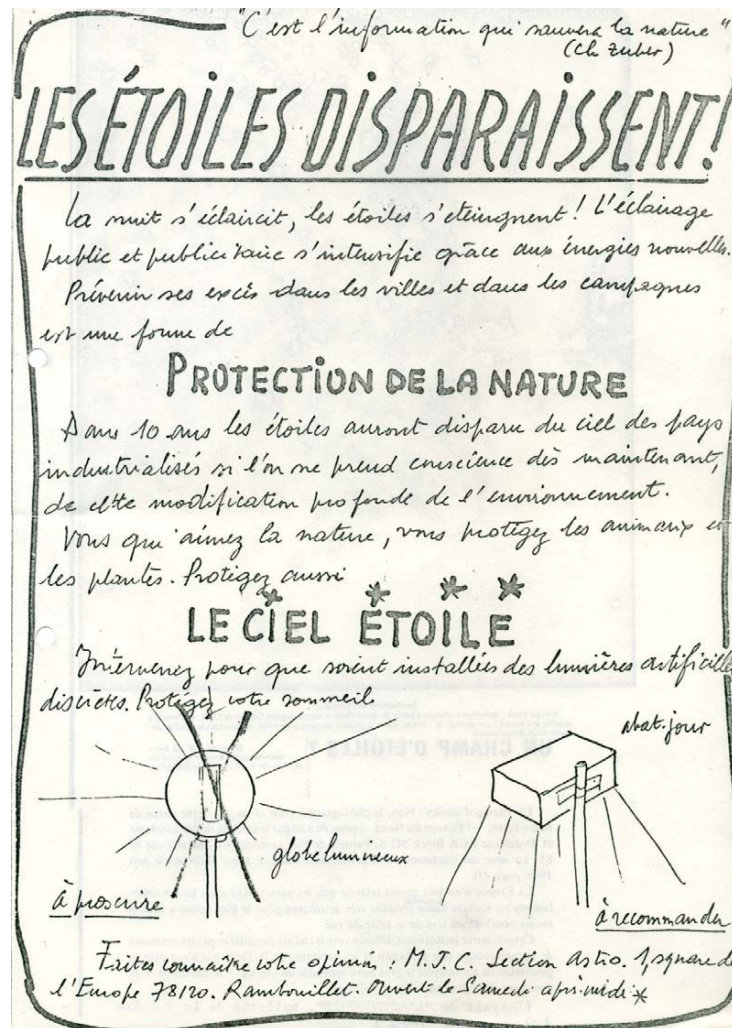 "C'est l'information qui sauvera la nature"
(Ch Zuber)
LES ÉTOILES DISPARAISSENT!
La nuit s'éclaircit, les étoiles s'éteingnent! L'éclairage
public et publicitaire s'intensifie grâce aux énergies nouvelles.
Prévenir ses excès dans les villes et dans les campagnes
est une forme de
PROTECTION DE LA NATURE
Dans 10 ans les étoiles auront disparu du ciel des pays
industrialisés si l'on ne prend conscience dès maintenant,
de cette modification profonde de l'environnement.
Vous qui aimez la nature, vous protégez les animaux et
les plantes. Protégez aussi
LE CIEL ÉTOILE
Intervenez pour que soient installées des lumières artificielles
discrètes. Protégez votre sommeil
abat-jour
UN CHAMP D'ÉTOILES ?
globe lumineux
à proscrire
à recommander
Faites connaître votre opinion. M.J.C. Section astro. 1, square de
l'Europe 78120. Rambouillet. Ouvert le Samedi après-midi *